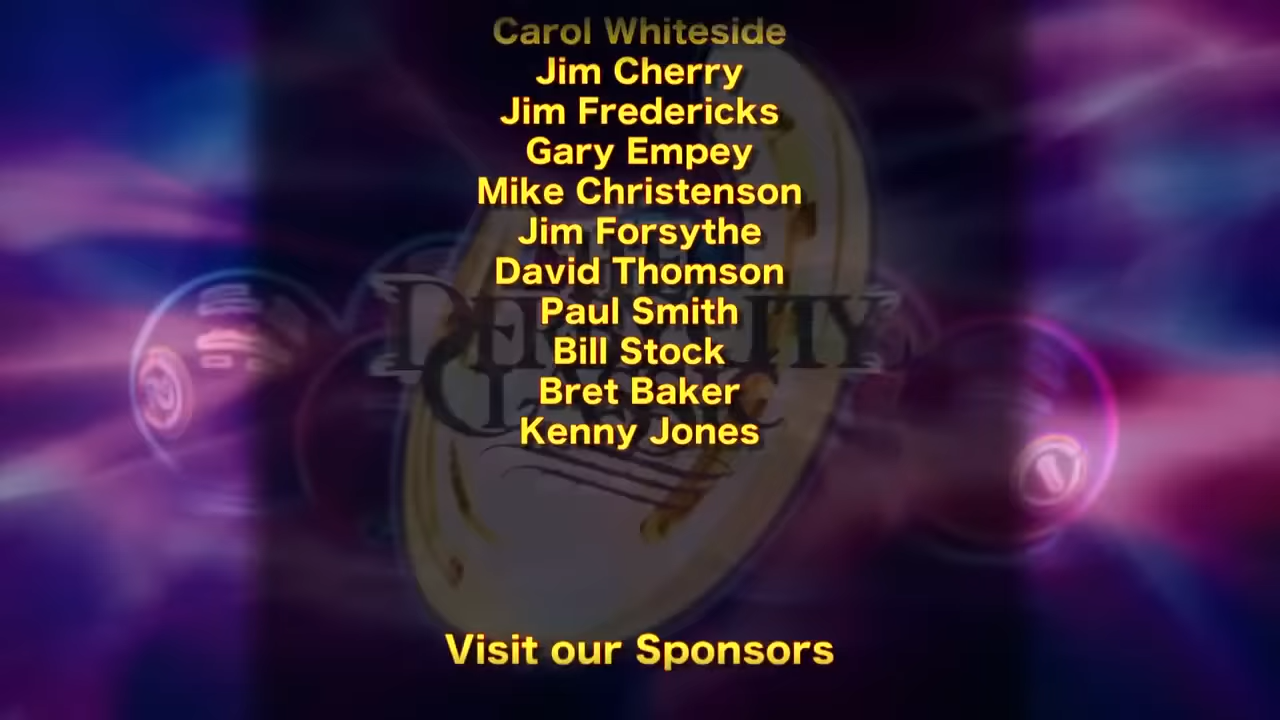 Carol Whiteside
Jim Cherry
Jim Fredericks
Gary Empey
Mike Christenson
Jim Forsythe
David Thomson
Paul Smith
Bill Stock
Bret Baker
Kenny Jones
Visit our Sponsors